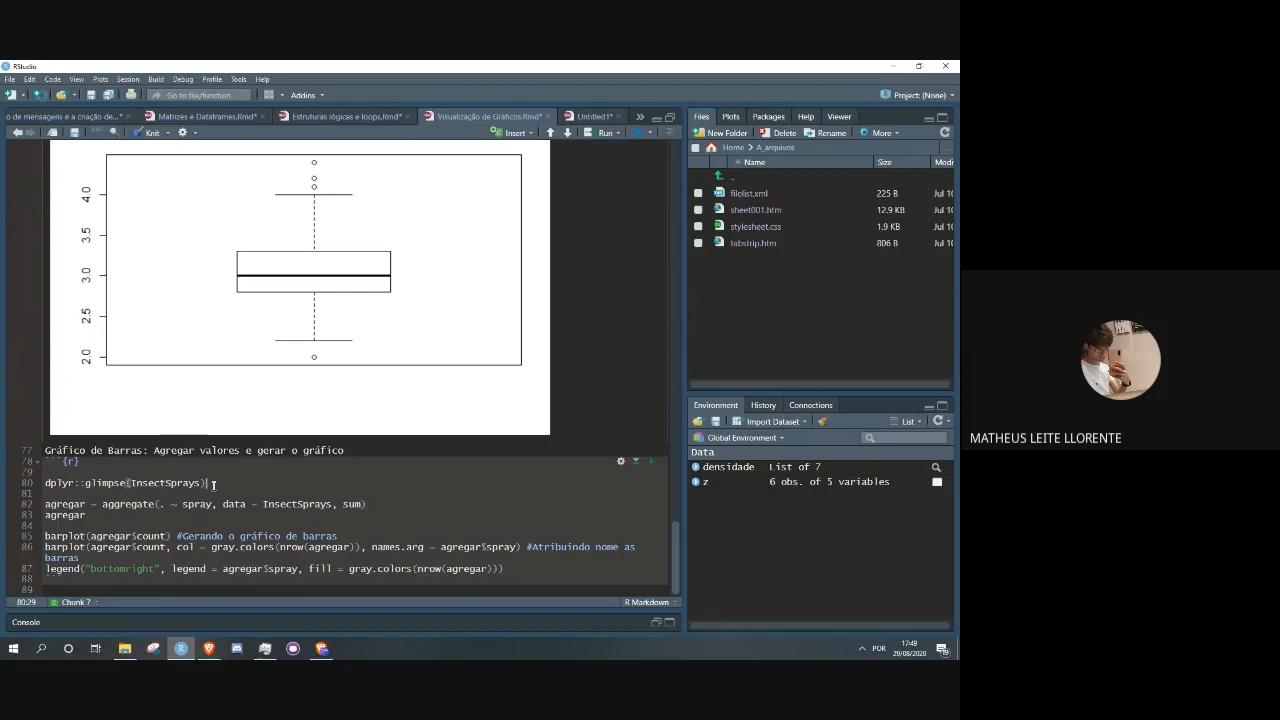 RStudio
File Edit Code View Plots Session Build Debug Profile Tools Help
Go to file/function Addins Project: (None)
o de mensagens e a criação de...* Matrizes e Dataframes.Rmd* Estruturas lógicas e loops.Rmd* Visualização de Gráficos.Rmd* Untitled1*
Knit Insert Run
4.0
3.5
3.0
2.5
2.0
77 Gráfico de Barras: Agregar valores e gerar o gráfico
78 ```{r}
79
80 dplyr::glimpse(InsectSprays)
81
82 agregar = aggregate(. ~ spray, data = InsectSprays, sum)
83 agregar
84
85 barplot(agregar$count) #Gerando o gráfico de barras
86 barplot(agregar$count, col = gray.colors(nrow(agregar)), names.arg = agregar$spray) #Atribuindo nome as
barras
87 legend("bottomright", legend = agregar$spray, fill = gray.colors(nrow(agregar)))
88 ```
89
80:29 Chunk 7 R Markdown
Console
Files Plots Packages Help Viewer
New Folder Delete Rename More
Home A_arquivos
Name Size Modi
..
filelist.xml 225 B Jul 10
sheet001.htm 12.9 KB Jul 10
stylesheet.css 1.9 KB Jul 10
tabstrip.htm 806 B Jul 10
Environment History Connections
Import Dataset List
Global Environment
Data
densidade List of 7
z 6 obs. of 5 variables
MATHEUS LEITE LLORENTE
POR
17:49
29/08/2020